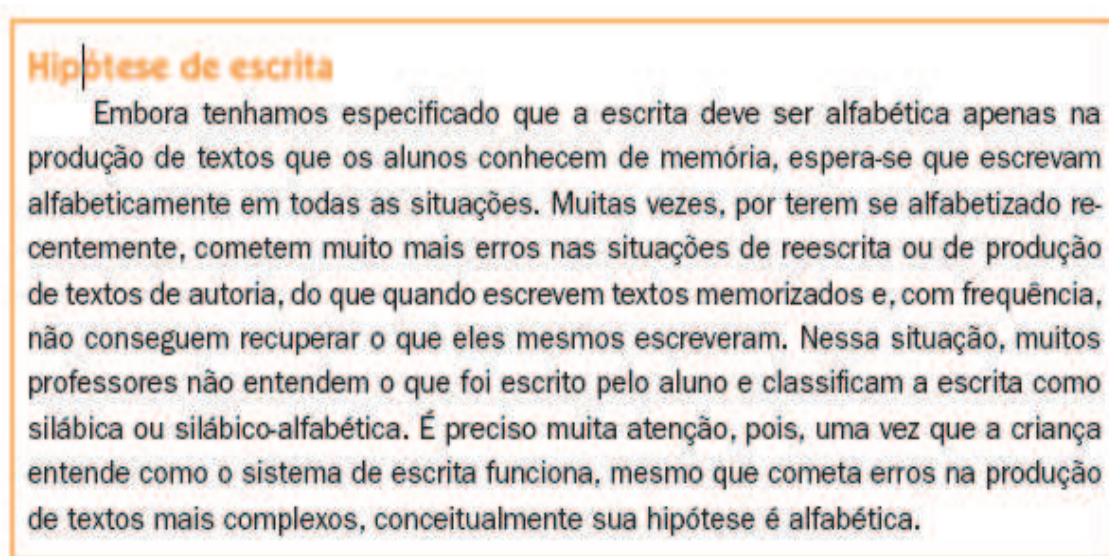 Hipótese de escrita
Embora tenhamos especificado que a escrita deve ser alfabética apenas na
produção de textos que os alunos conhecem de memória, espera-se que escrevam
alfabeticamente em todas as situações. Muitas vezes, por terem se alfabetizado re-
centemente, cometem muito mais erros nas situações de reescrita ou de produção
de textos de autoria, do que quando escrevem textos memorizados e, com frequência,
não conseguem recuperar o que eles mesmos escreveram. Nessa situação, muitos
professores não entendem o que foi escrito pelo aluno e classificam a escrita como
silábica ou silábico-alfabética. É preciso muita atenção, pois, uma vez que a criança
entende como o sistema de escrita funciona, mesmo que cometa erros na produção
de textos mais complexos, conceitualmente sua hipótese é alfabética.